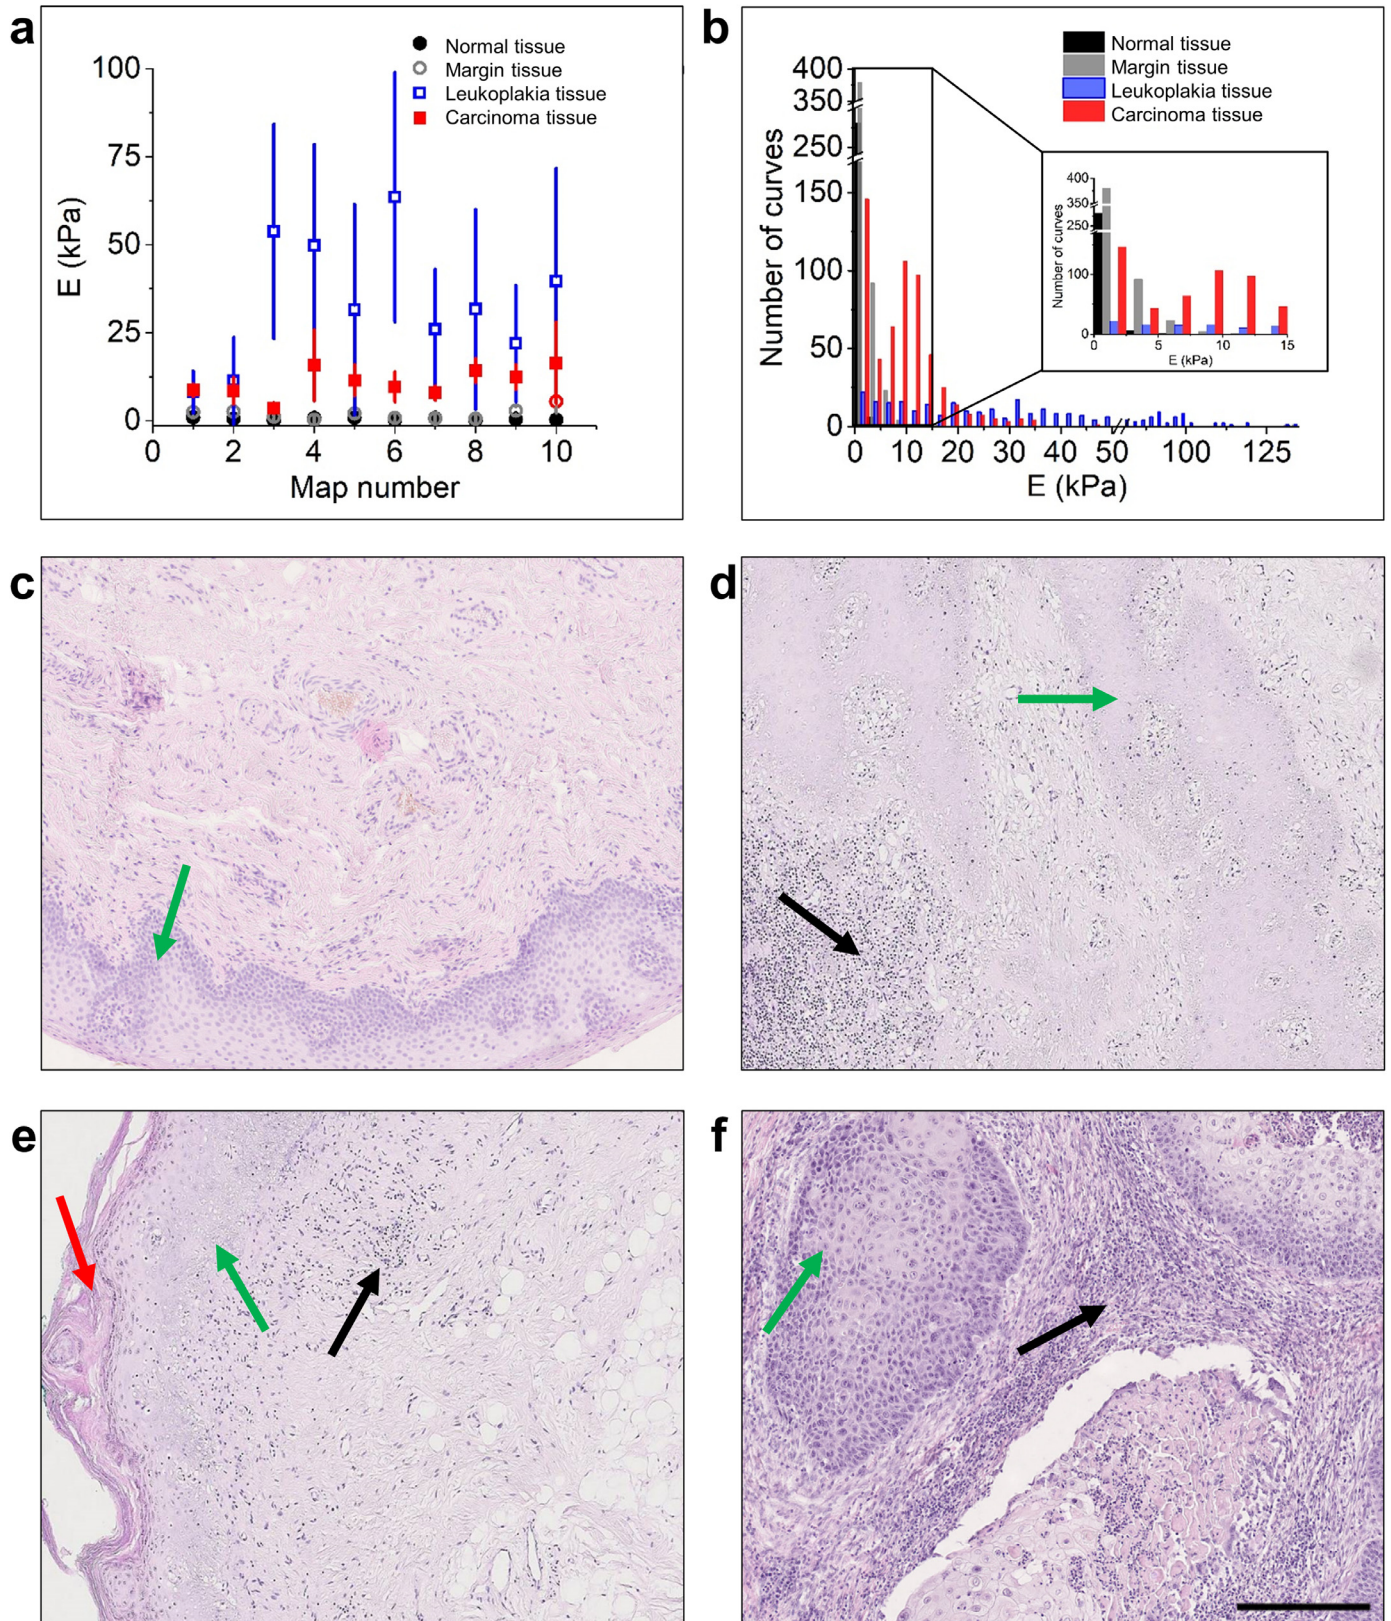 a
Normal tissue
Margin tissue
Leukoplakia tissue
Carcinoma tissue
100
75
50
25
0
E (kPa)
0 2 4 6 8 10
Map number
b
Normal tissue
Margin tissue
Leukoplakia tissue
Carcinoma tissue
400
350
250
150
100
50
0
Number of curves
0 10 20 30 40 50 100 125
E (kPa)
400
350
250
100
0
Number of curves
0 5 10 15
E (kPa)
c
d
e
f